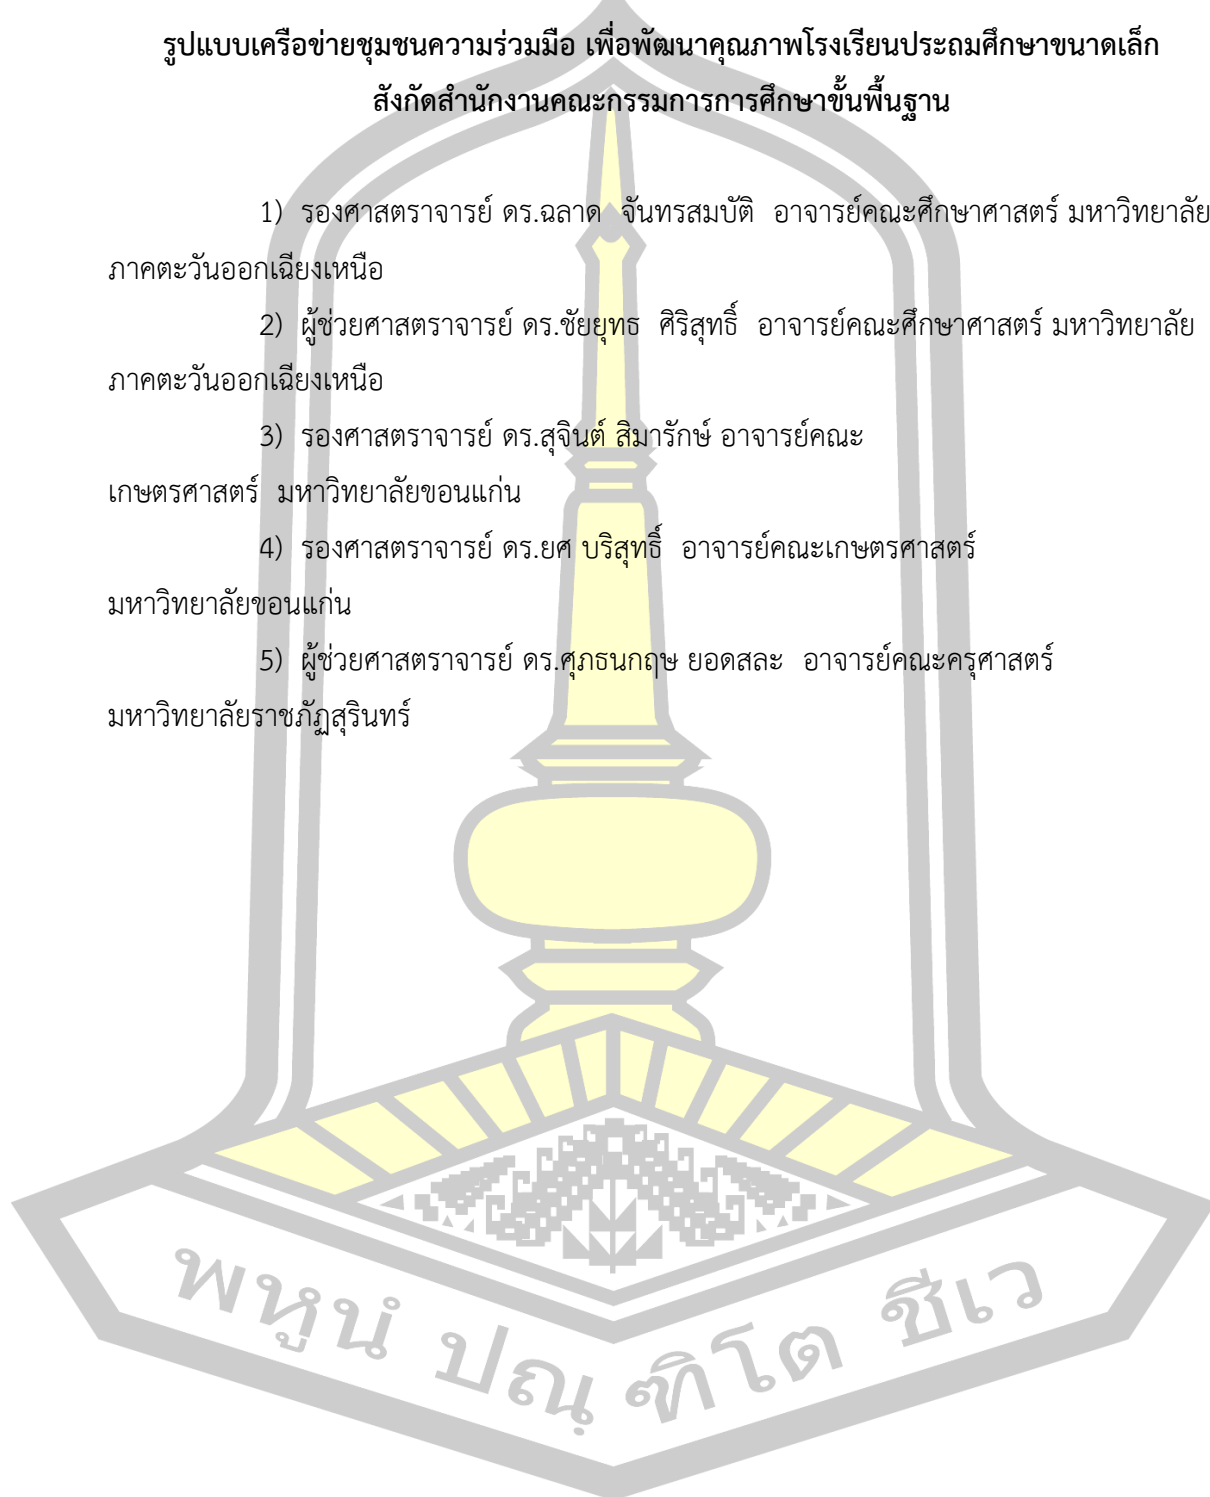 รูปแบบเครือข่ายชุมชนความร่วมมือ เพื่อพัฒนาคุณภาพโรงเรียนประถมศึกษาขนาดเล็ก
สังกัดสำนักงานคณะกรรมการการศึกษาขั้นพื้นฐาน
1) รองศาสตราจารย์ ดร.ฉลาด จันทรสมบัติ อาจารย์คณะศึกษาศาสตร์ มหาวิทยาลัย
ภาคตะวันออกเฉียงเหนือ
2) ผู้ช่วยศาสตราจารย์ ดร.ชัยยุทธ ศิริสุทธิ์ อาจารย์คณะศึกษาศาสตร์ มหาวิทยาลัย
ภาคตะวันออกเฉียงเหนือ
3) รองศาสตราจารย์ ดร.สุจินต์ สิมารักษ์ อาจารย์คณะ
เกษตรศาสตร์ มหาวิทยาลัยขอนแก่น
4) รองศาสตราจารย์ ดร.ยศ บริสุทธิ์ อาจารย์คณะเกษตรศาสตร์
มหาวิทยาลัยขอนแก่น
5) ผู้ช่วยศาสตราจารย์ ดร.ศุภธนกฤษ ยอดสละ อาจารย์คณะครุศาสตร์
มหาวิทยาลัยราชภัฏสุรินทร์
พหูนํ ปณฺ ฑิโต ชีเว